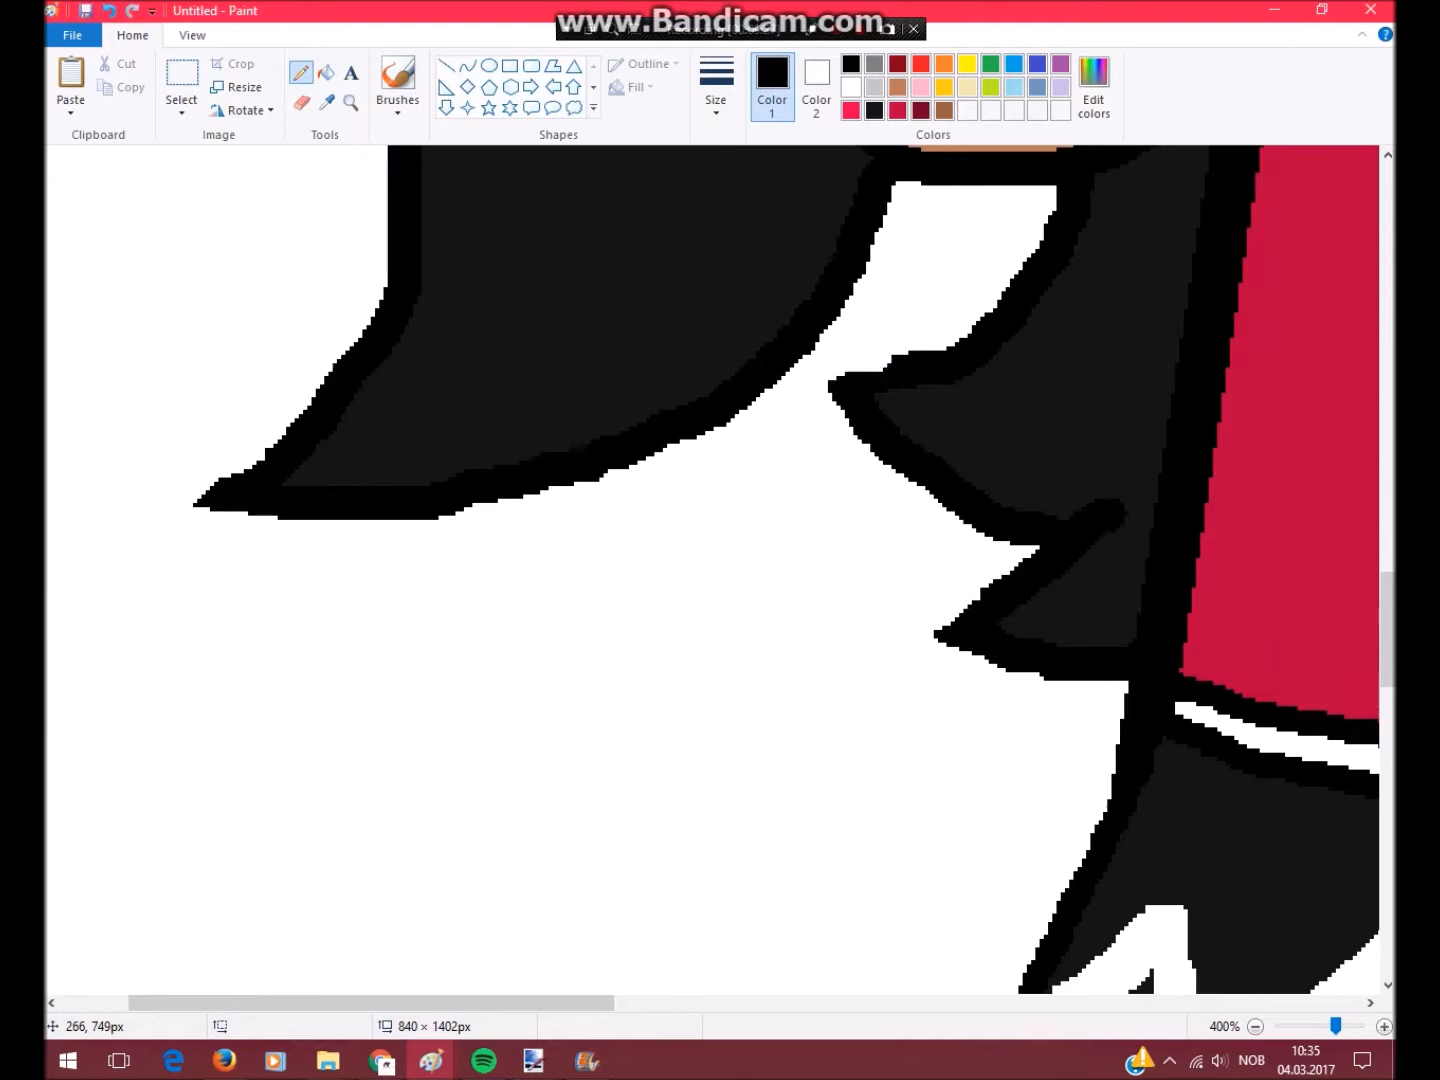 Untitled - Paint
www.Bandicam.com
File
Home
View
Paste
Cut
Copy
Clipboard
Select
Crop
Resize
Rotate
Image
A
Tools
Brushes
Shapes
Outline
Fill
Size
Color 1
Color 2
Edit colors
Colors
266, 749px
840 × 1402px
400%
NOB
10:35
04.03.2017